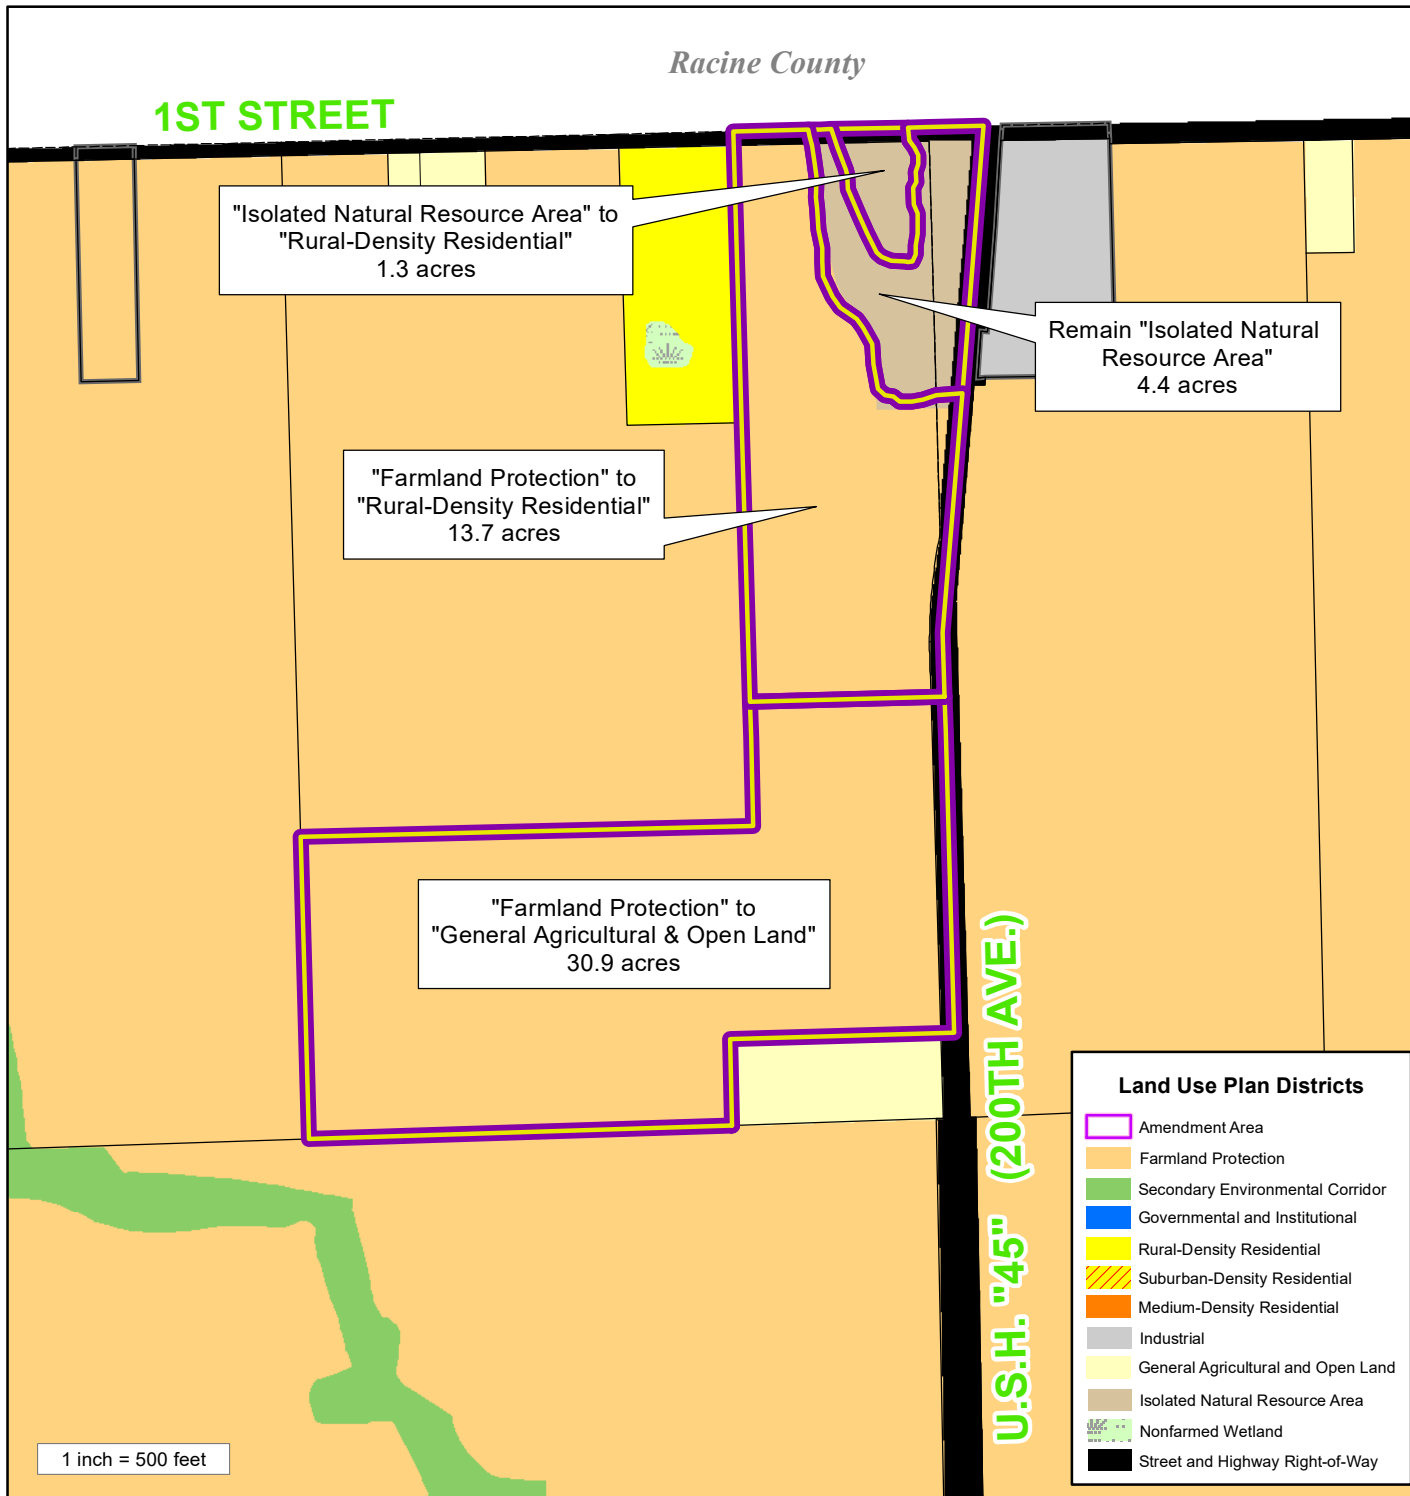 Racine County
1ST STREET
"Isolated Natural Resource Area" to
"Rural-Density Residential"
1.3 acres
Remain "Isolated Natural
Resource Area"
4.4 acres
"Farmland Protection" to
"Rural-Density Residential"
13.7 acres
"Farmland Protection" to
"General Agricultural & Open Land"
30.9 acres
U.S.H. "45" (200TH AVE.)
Land Use Plan Districts
Amendment Area
Farmland Protection
Secondary Environmental Corridor
Governmental and Institutional
Rural-Density Residential
Suburban-Density Residential
Medium-Density Residential
Industrial
General Agricultural and Open Land
Isolated Natural Resource Area
Nonfarmed Wetland
Street and Highway Right-of-Way
1 inch = 500 feet